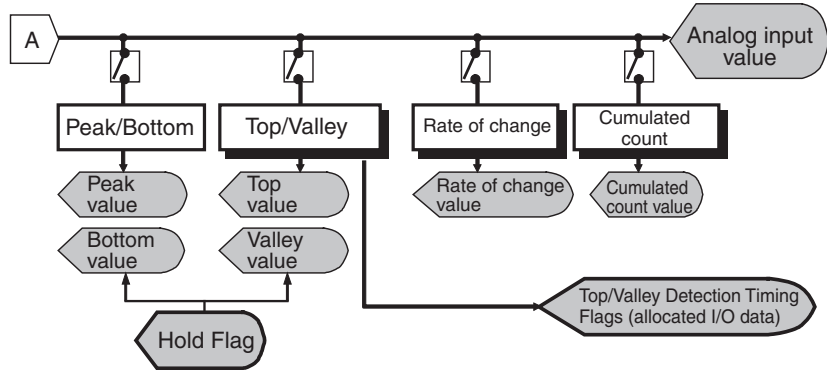 A
Analog input
value
Peak/Bottom
Top/Valley
Rate of change
Cumulated
count
Peak
value
Top
value
Rate of change
value
Cumulated
count value
Bottom
value
Valley
value
Top/Valley Detection Timing
Flags (allocated I/O data)
Hold Flag